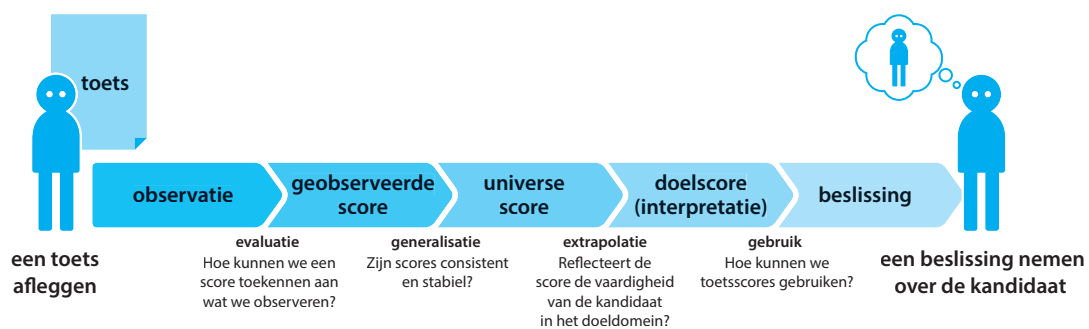 toets
observatie
geobserveerde
score
universe
score
doelscore
(interpretatie)
beslissing
een toets
afleggen
evaluatie
Hoe kunnen we een
score toekennen aan
wat we observeren?
generalisatie
Zijn scores consistent
en stabiel?
extrapolatie
Reflecteert de
score de vaardigheid
van de kandidaat
in het doeldomein?
gebruik
Hoe kunnen we
toetsscores gebruiken?
een beslissing nemen
over de kandidaat